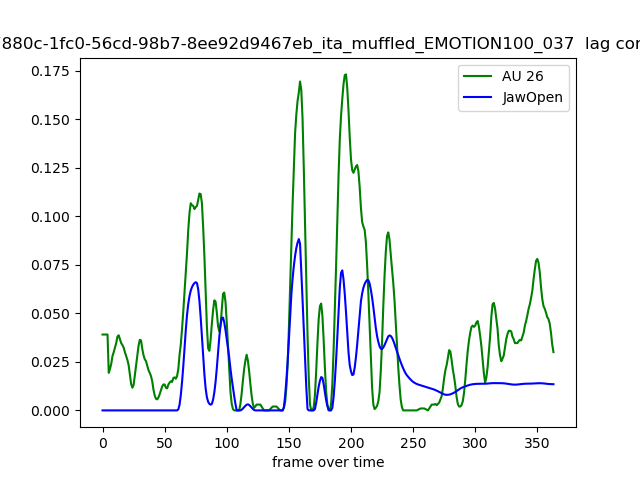 880c-1fc0-56cd-98b7-8ee92d9467eb_ita_muffled_EMOTION100_037 lag
AU 26
JawOpen
0.175
0.150
0.125
0.100
0.075
0.050
0.025
0.000
0 50 100 150 200 250 300 350
frame over time